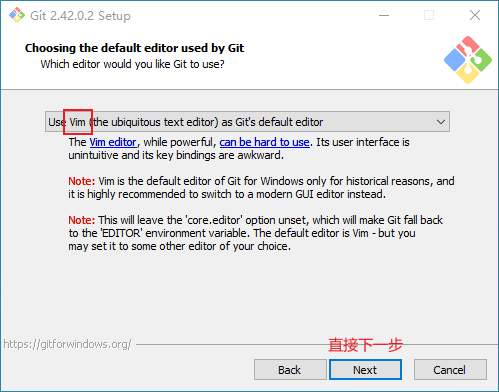 Git 2.42.0.2 Setup
Choosing the default editor used by Git
Which editor would you like Git to use?
Use Vim (the ubiquitous text editor) as Git's default editor
The Vim editor, while powerful, can be hard to use. Its user interface is
unintuitive and its key bindings are awkward.
Note: Vim is the default editor of Git for Windows only for historical reasons, and
it is highly recommended to switch to a modern GUI editor instead.
Note: This will leave the 'core.editor' option unset, which will make Git fall back
to the 'EDITOR' environment variable. The default editor is Vim - but you
may set it to some other editor of your choice.
https://gitforwindows.org/
直接下一步
Back
Next
Cancel